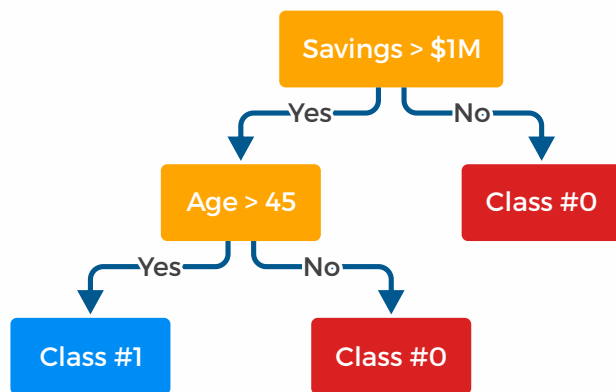 Savings > $1M
Yes
No
Age > 45
Class #0
Yes
No
Class #1
Class #0